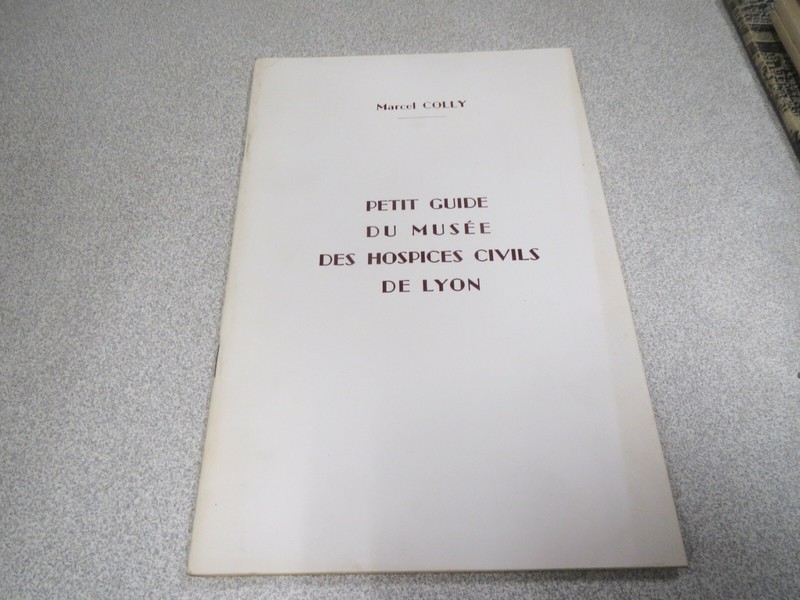 Marcel COLLY
PETIT GUIDE
DU MUSÉE
DES HOSPICES CIVILS
DE LYON